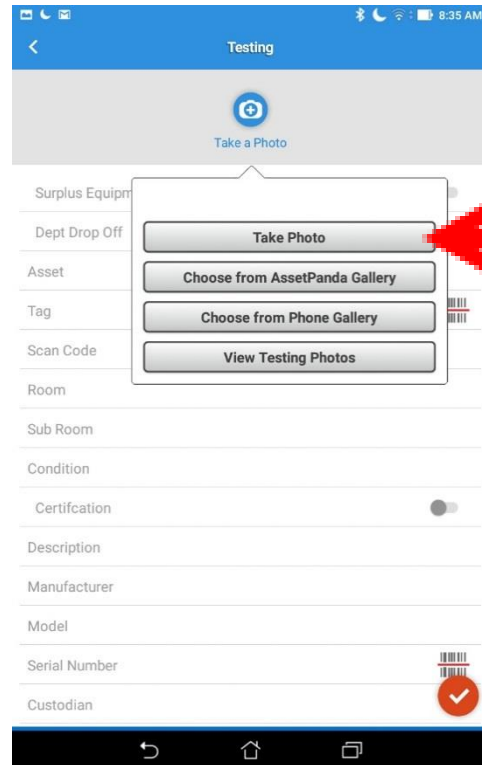 8:35 AM
Testing
Take a Photo
Surplus Equipm
Dept Drop Off
Take Photo
Asset
Choose from AssetPanda Gallery
Tag
Choose from Phone Gallery
Scan Code
View Testing Photos
Room
Sub Room
Condition
Certifcation
Description
Manufacturer
Model
Serial Number
Custodian